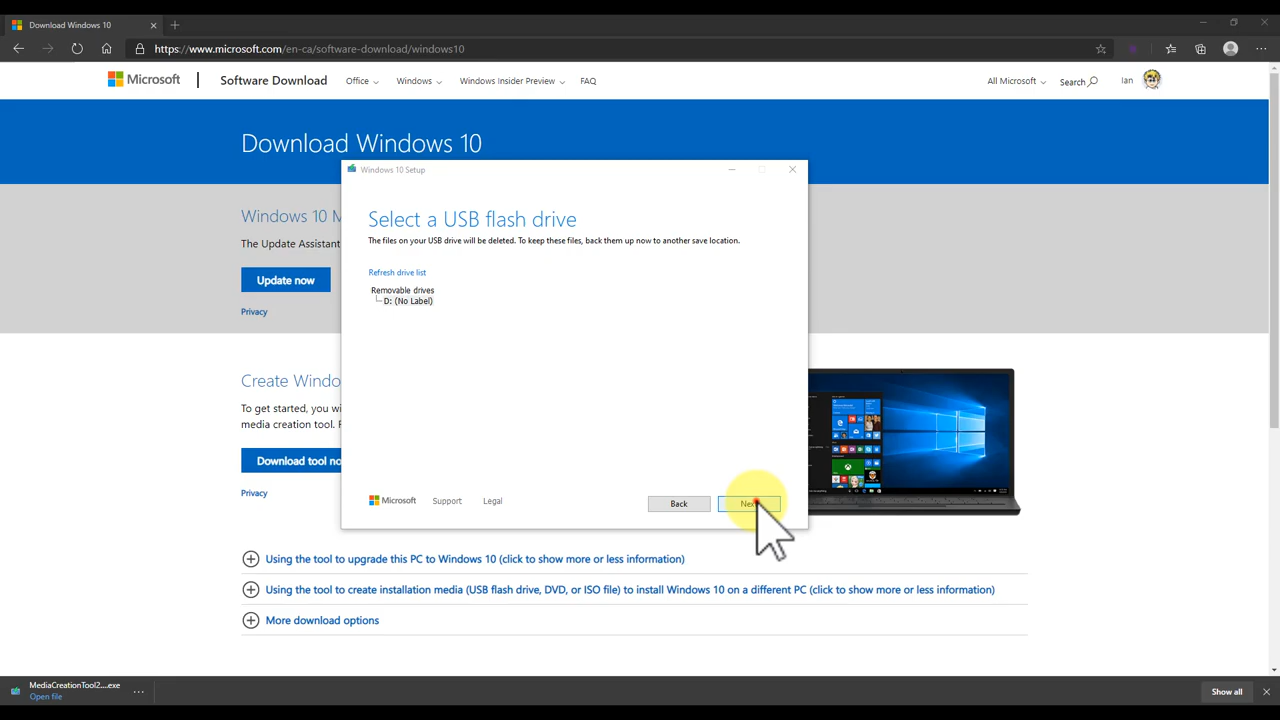 Download Windows 10
https://www.microsoft.com/en-ca/software-download/windows10
Microsoft
Software Download
Office
Windows
Windows Insider Preview
FAQ
All Microsoft
Search
Ian
Download Windows 10
Windows 10 M
The Update Assistan
Update now
Privacy
Windows 10 Setup
Select a USB flash drive
The files on your USB drive will be deleted. To keep these files, back them up now to another save location.
Refresh drive list
Removable drives
D: (No Label)
Microsoft
Support
Legal
Back
Next
Create Windo
To get started, you wi
media creation tool. F
Download tool no
Privacy
Using the tool to upgrade this PC to Windows 10 (click to show more or less information)
Using the tool to create installation media (USB flash drive, DVD, or ISO file) to install Windows 10 on a different PC (click to show more or less information)
More download options
MediaCreationTool2....exe
Open file
Show all